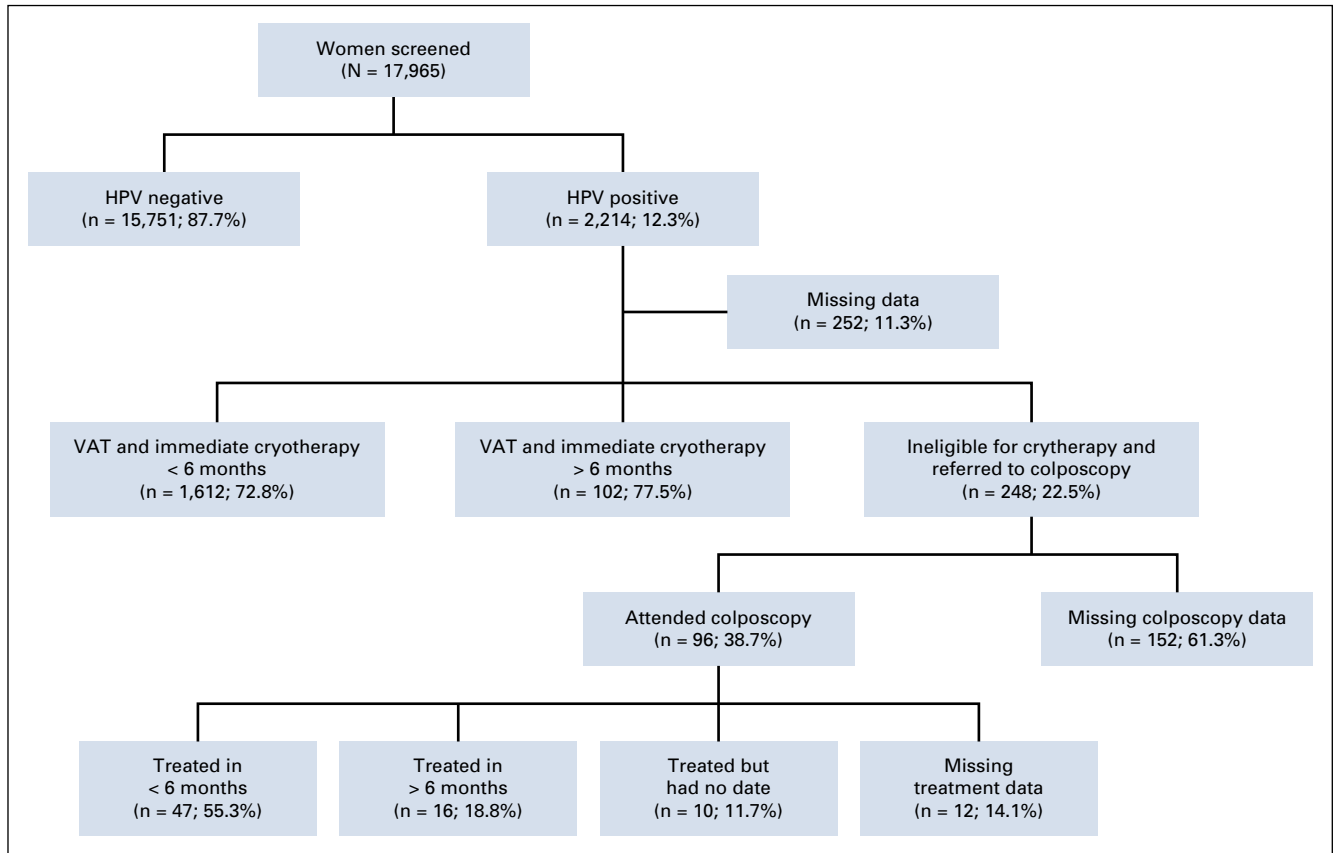 Women screened
(N = 17,965)
HPV negative
(n = 15,751; 87.7%)
HPV positive
(n = 2,214; 12.3%)
Missing data
(n = 252; 11.3%)
VAT and immediate cryotherapy
< 6 months
(n = 1,612; 72.8%)
VAT and immediate cryotherapy
> 6 months
(n = 102; 77.5%)
Ineligible for crytherapy and
referred to colposcopy
(n = 248; 22.5%)
Attended colposcopy
(n = 96; 38.7%)
Missing colposcopy data
(n = 152; 61.3%)
Treated in
< 6 months
(n = 47; 55.3%)
Treated in
> 6 months
(n = 16; 18.8%)
Treated but
had no date
(n = 10; 11.7%)
Missing
treatment data
(n = 12; 14.1%)